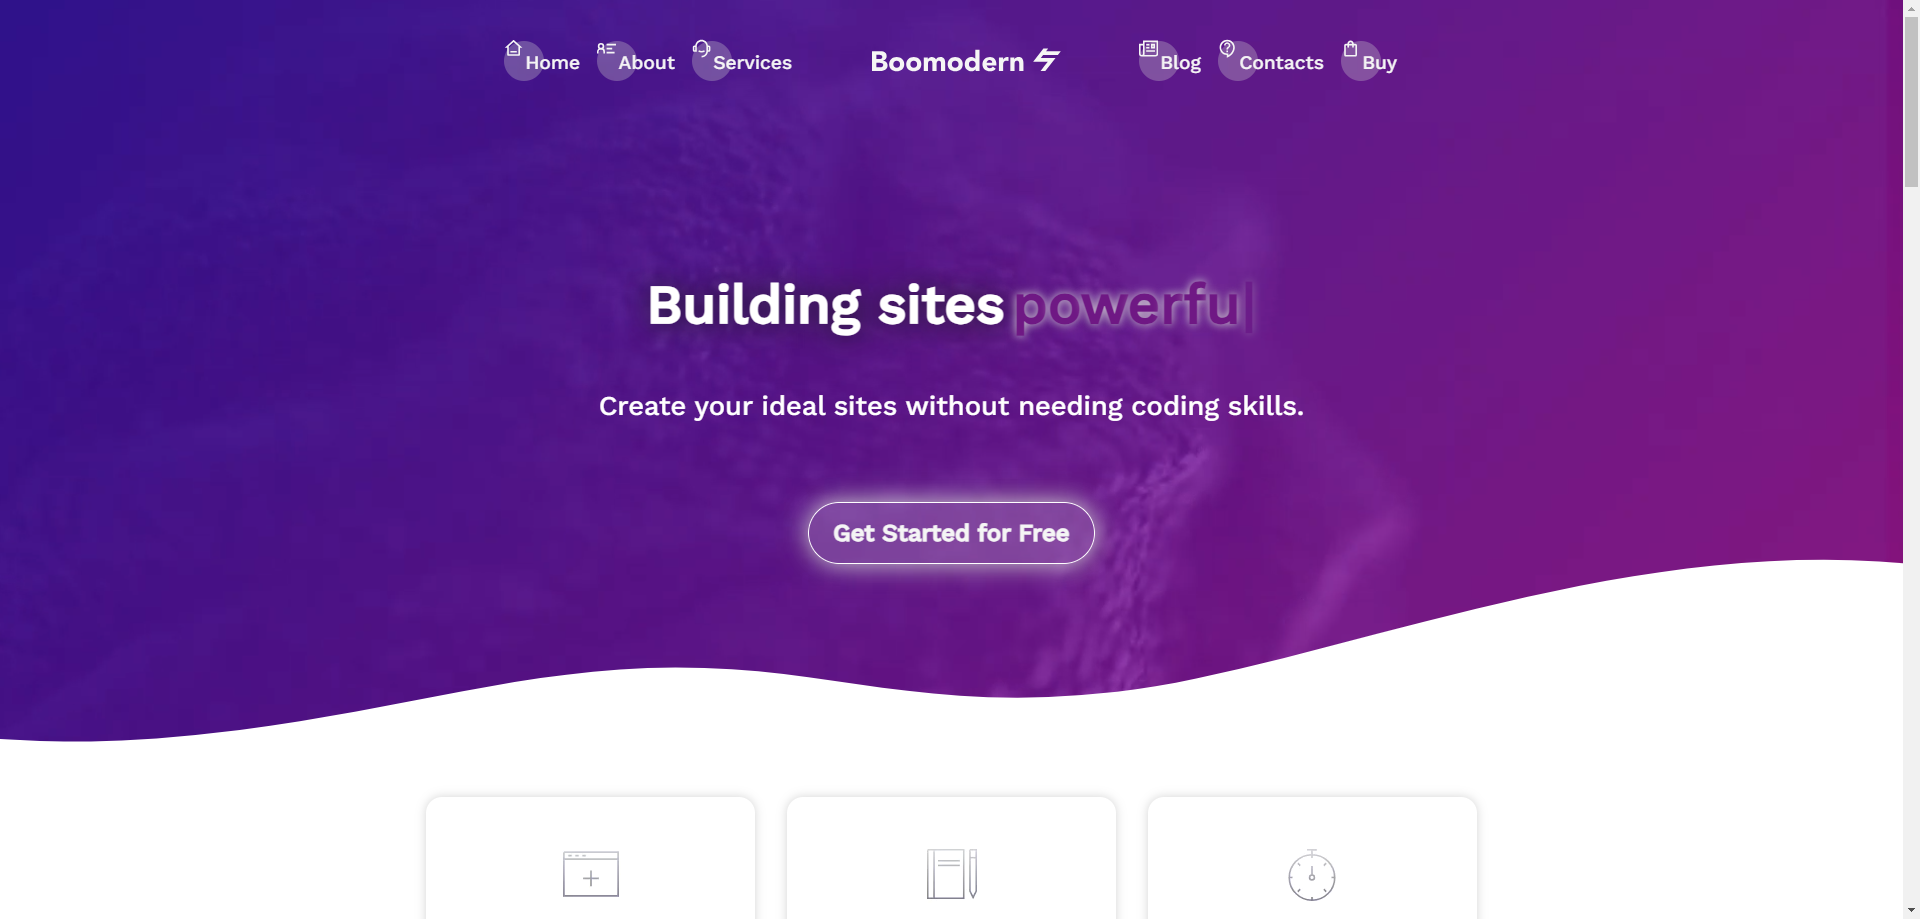 Home About Services Boomodern Blog Contacts Buy
Building sites powerfu|
Create your ideal sites without needing coding skills.
Get Started for Free